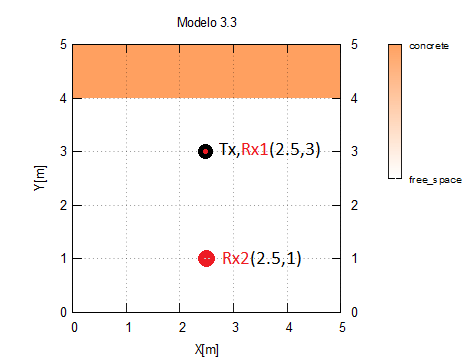 Modelo 3.3
5
5
concrete
4
4
3
Tx,Rx1(2.5,3)
3
Y[m]
free_space
2
2
1
Rx2(2.5,1)
1
0
0
0 1 2 3 4 5
X[m]